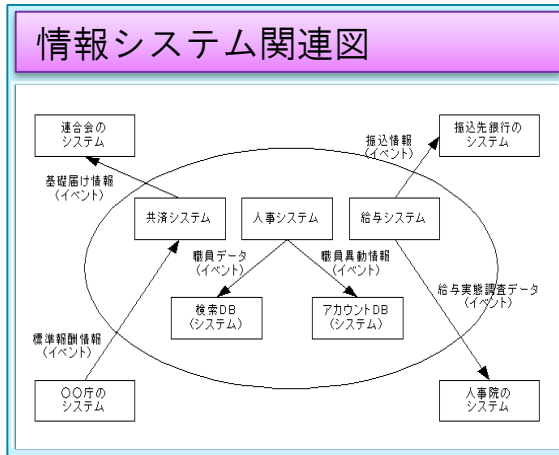 情報システム関連図
連合会の
システム
振込先銀行の
システム
振込情報
(イベント)
基礎届け情報
(イベント)
共済システム
人事システム
給与システム
職員データ
(イベント)
職員異動情報
(イベント)
給与実態調査データ
(イベント)
検索DB
(システム)
アカウントDB
(システム)
標準報酬情報
(イベント)
〇〇庁の
システム
人事院の
システム